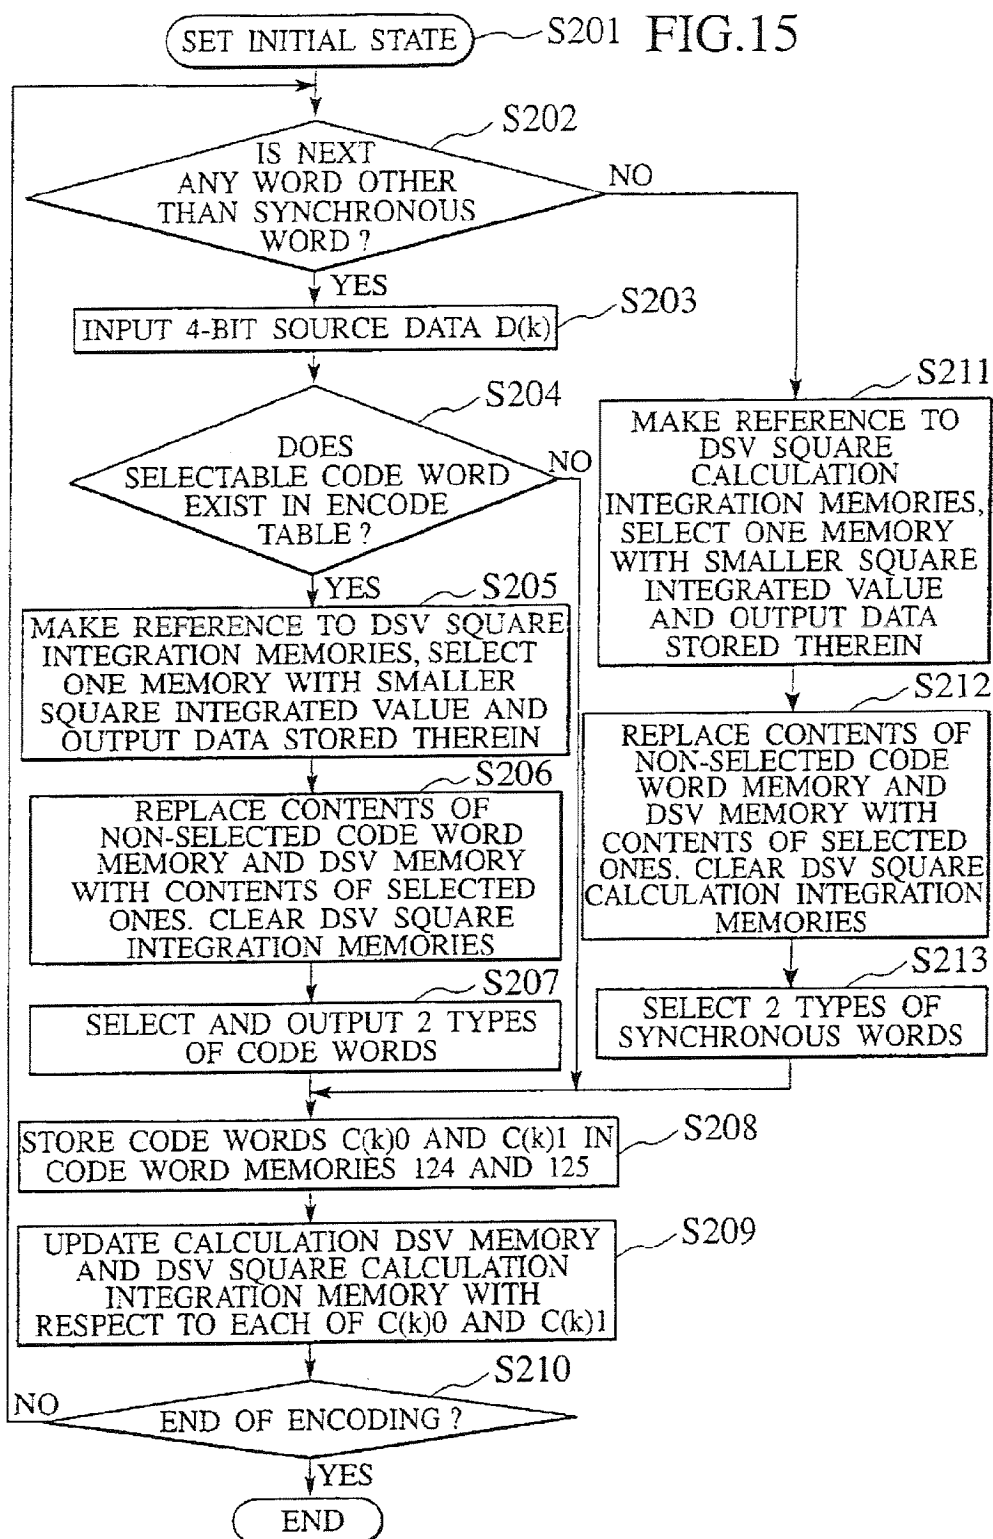 SET INITIAL STATE
S201
FIG.15
S202
IS NEXT
ANY WORD OTHER
THAN SYNCHRONOUS
WORD ?
NO
YES
S203
INPUT 4-BIT SOURCE DATA D(k)
S204
DOES
SELECTABLE CODE WORD
EXIST IN ENCODE
TABLE ?
NO
YES
S205
MAKE REFERENCE TO DSV SQUARE
INTEGRATION MEMORIES, SELECT
ONE MEMORY WITH SMALLER
SQUARE INTEGRATED VALUE AND
OUTPUT DATA STORED THEREIN
S206
REPLACE CONTENTS OF
NON-SELECTED CODE WORD
MEMORY AND DSV MEMORY
WITH CONTENTS OF SELECTED
ONES. CLEAR DSV SQUARE
INTEGRATION MEMORIES
S207
SELECT AND OUTPUT 2 TYPES
OF CODE WORDS
S211
MAKE REFERENCE TO
DSV SQUARE
CALCULATION
INTEGRATION MEMORIES,
SELECT ONE MEMORY
WITH SMALLER SQUARE
INTEGRATED VALUE
AND OUTPUT DATA
STORED THEREIN
S212
REPLACE CONTENTS OF
NON-SELECTED CODE
WORD MEMORY AND
DSV MEMORY WITH
CONTENTS OF SELECTED
ONES. CLEAR DSV SQUARE
CALCULATION INTEGRATION
MEMORIES
S213
SELECT 2 TYPES OF
SYNCHRONOUS WORDS
S208
STORE CODE WORDS C(k)0 AND C(k)1 IN
CODE WORD MEMORIES 124 AND 125
S209
UPDATE CALCULATION DSV MEMORY
AND DSV SQUARE CALCULATION
INTEGRATION MEMORY WITH
RESPECT TO EACH OF C(k)0 AND C(k)1
S210
END OF ENCODING ?
NO
YES
END